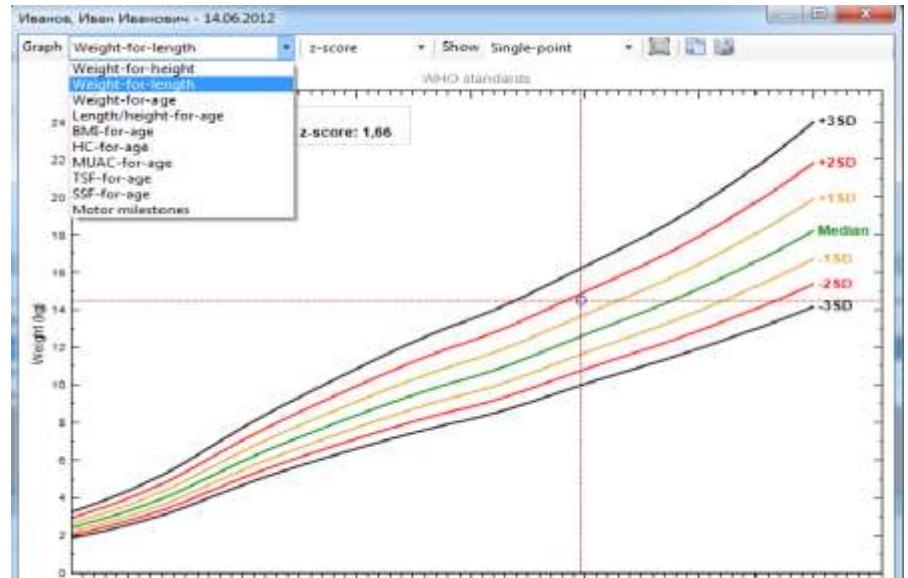 Иванов, Иван Иванович - 14.06.2012
Graph Weight-for-length z-score Show Single-point
Weight-for-height
Weight-for-length
Weight-for-age
Length/height-for-age
BMI-for-age
HC-for-age
MUAC-for-age
TSF-for-age
SSF-for-age
Motor milestones
WHO standards
z-score: 1,66
+3SD
+2SD
+1SD
Median
-1SD
-2SD
-3SD
Weight (kg)
24
22
20
18
16
14
12
10
8
6
4
2
0